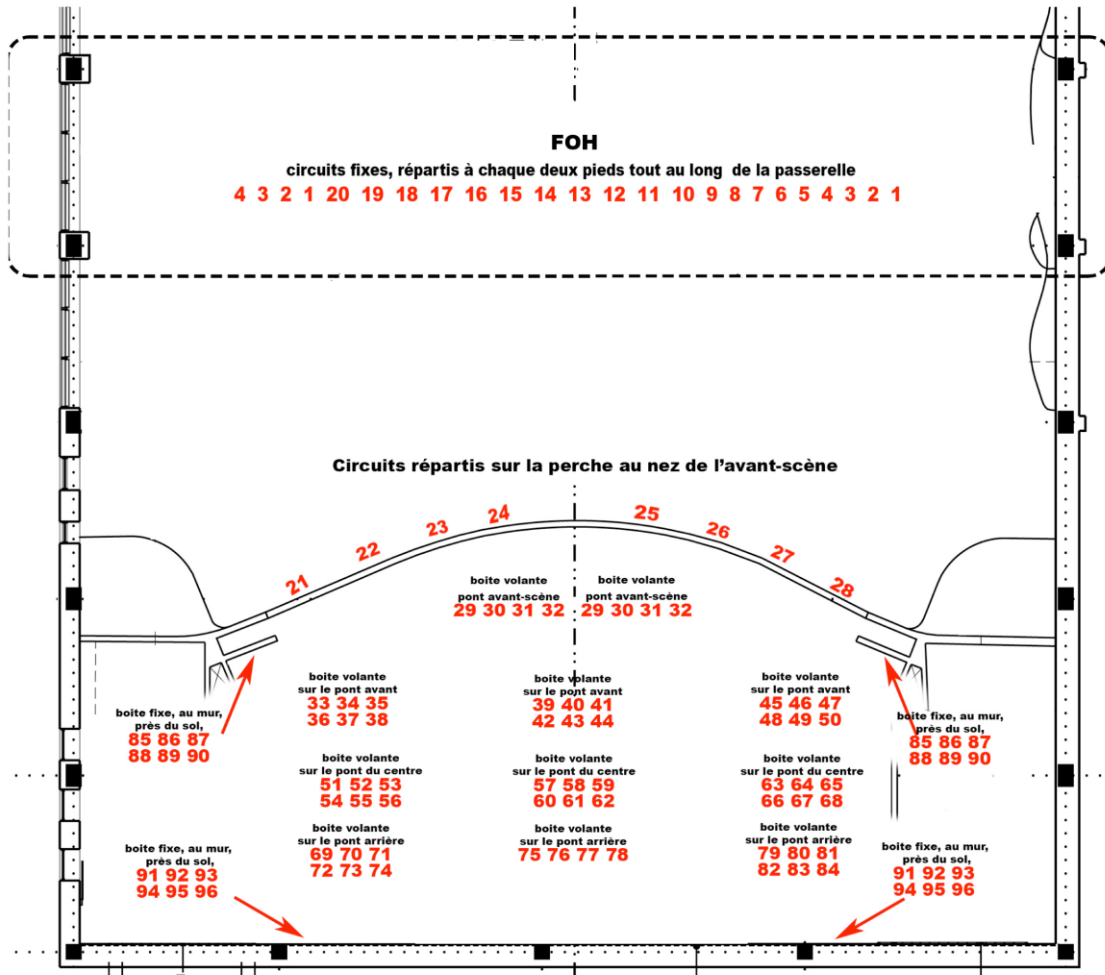 FOH
circuits fixes, répartis à chaque deux pieds tout au long de la passerelle
4 3 2 1 20 19 18 17 16 15 14 13 12 11 10 9 8 7 6 5 4 3 2 1
Circuits répartis sur la perche au nez de l'avant-scène
21 22 23 24 25 26 27 28
boite volante
pont avant-scène
29 30 31 32
boite volante
pont avant-scène
29 30 31 32
boite volante
sur le pont avant
33 34 35
36 37 38
boite volante
sur le pont avant
39 40 41
42 43 44
boite volante
sur le pont avant
45 46 47
48 49 50
boite fixe, au mur,
près du sol,
85 86 87
88 89 90
boite fixe, au mur,
près du sol,
85 86 87
88 89 90
boite volante
sur le pont du centre
51 52 53
54 55 56
boite volante
sur le pont du centre
57 58 59
60 61 62
boite volante
sur le pont du centre
63 64 65
66 67 68
boite volante
sur le pont arrière
69 70 71
72 73 74
boite volante
sur le pont arrière
75 76 77 78
boite volante
sur le pont arrière
79 80 81
82 83 84
boite fixe, au mur,
près du sol,
91 92 93
94 95 96
boite fixe, au mur,
près du sol,
91 92 93
94 95 96